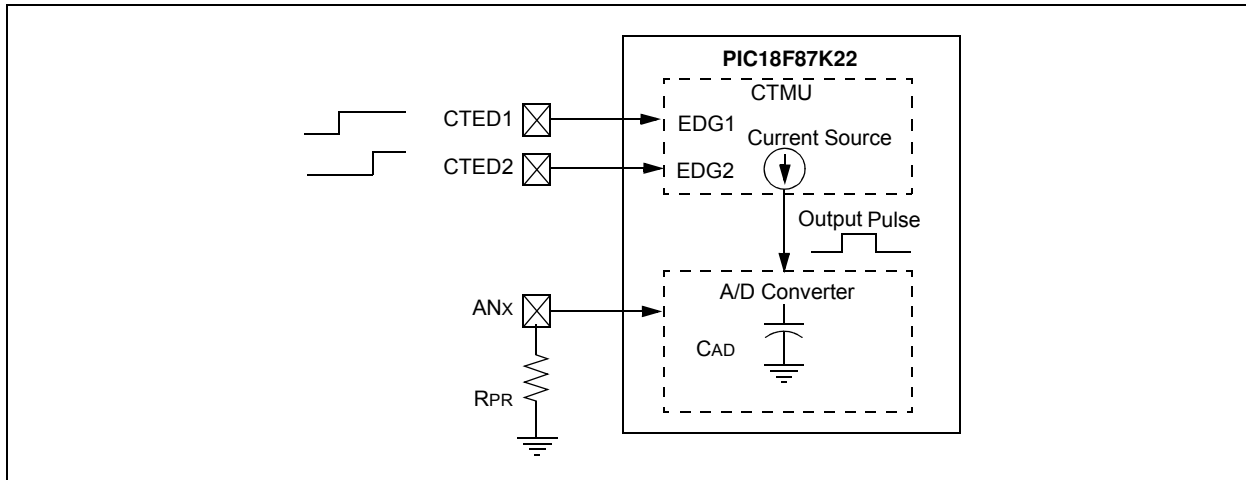 PIC18F87K22
CTMU
CTED1
EDG1
Current Source
CTED2
EDG2
Output Pulse
ANX
A/D Converter
CAD
RPR